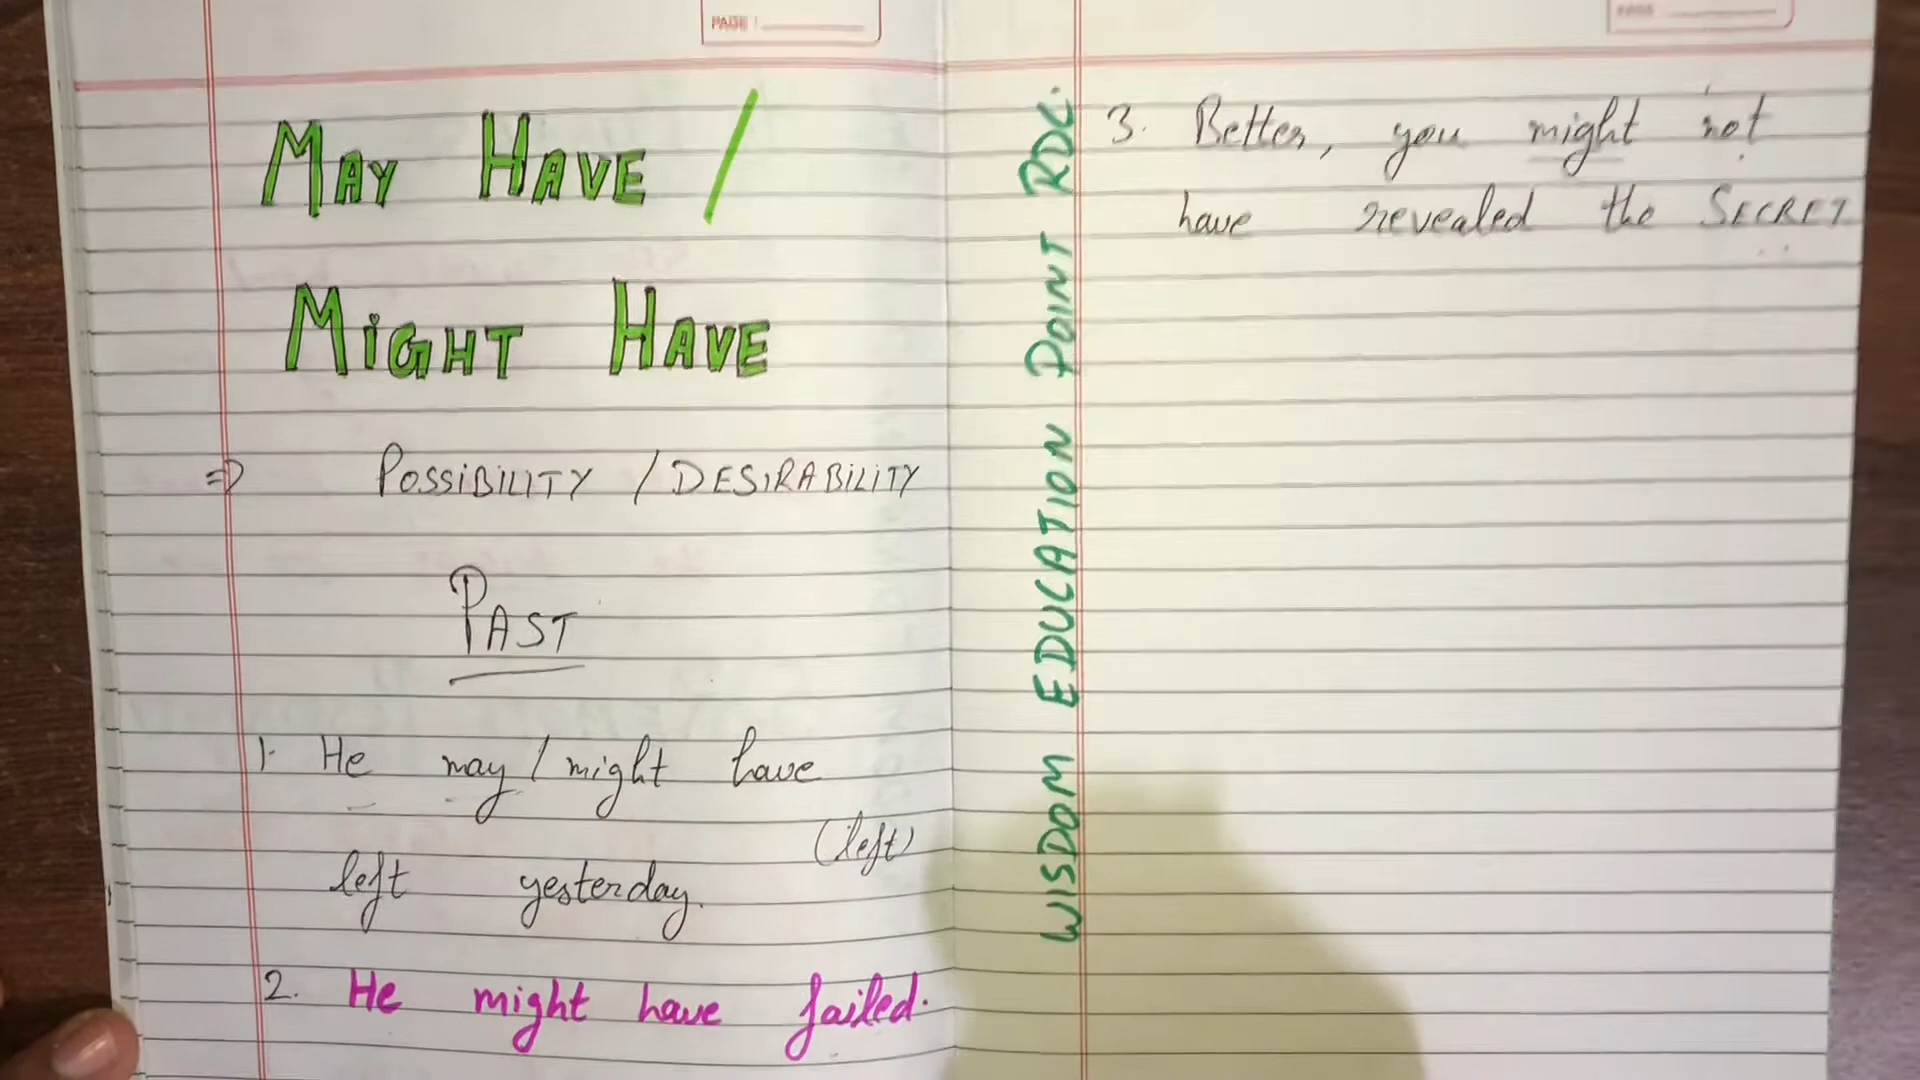 PAGE :
MAY HAVE /
MIGHT HAVE
⇒ POSSIBILITY / DESIRABILITY
PAST
1. He may / might have
(left)
left yesterday.
2. He might have failed.
WISDOM EDUCATION POINT RDC.
PAGE
3. Better, you might not
have revealed the SECRET